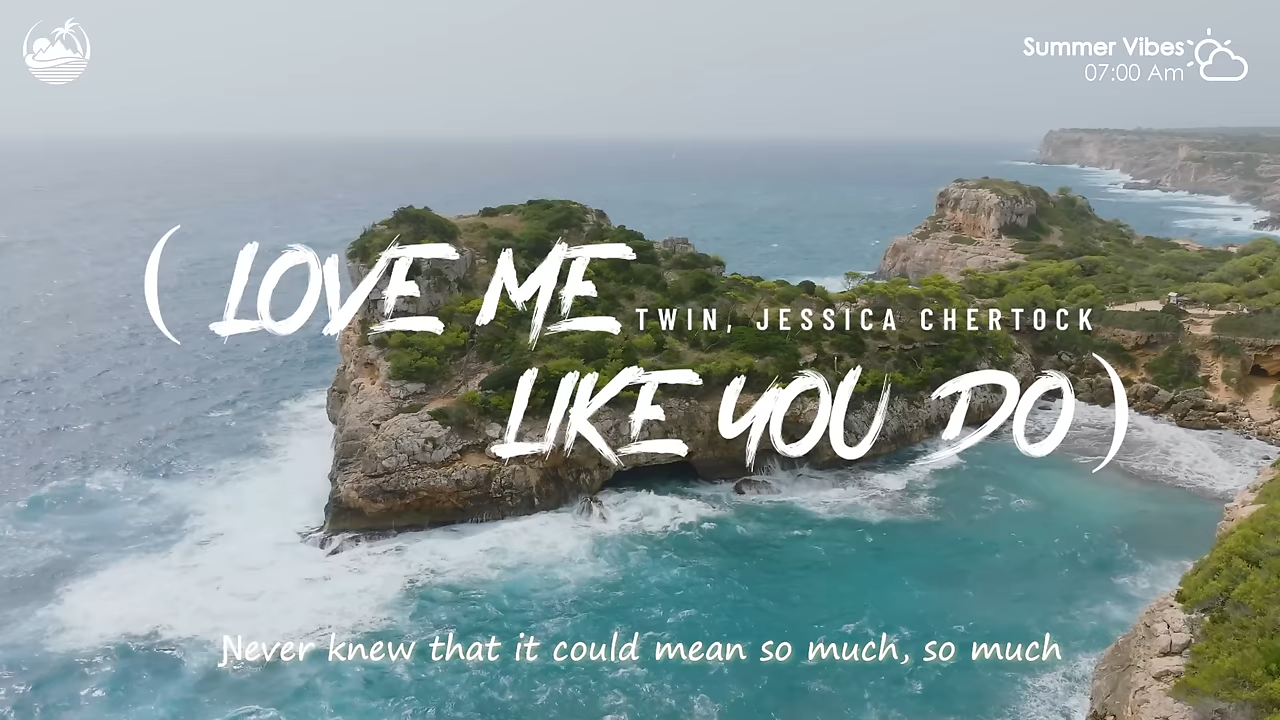 Summer Vibes
07:00 Am
( LOVE ME
TWIN, JESSICA CHERTOCK
LIKE YOU DO )
Never knew that it could mean so much, so much